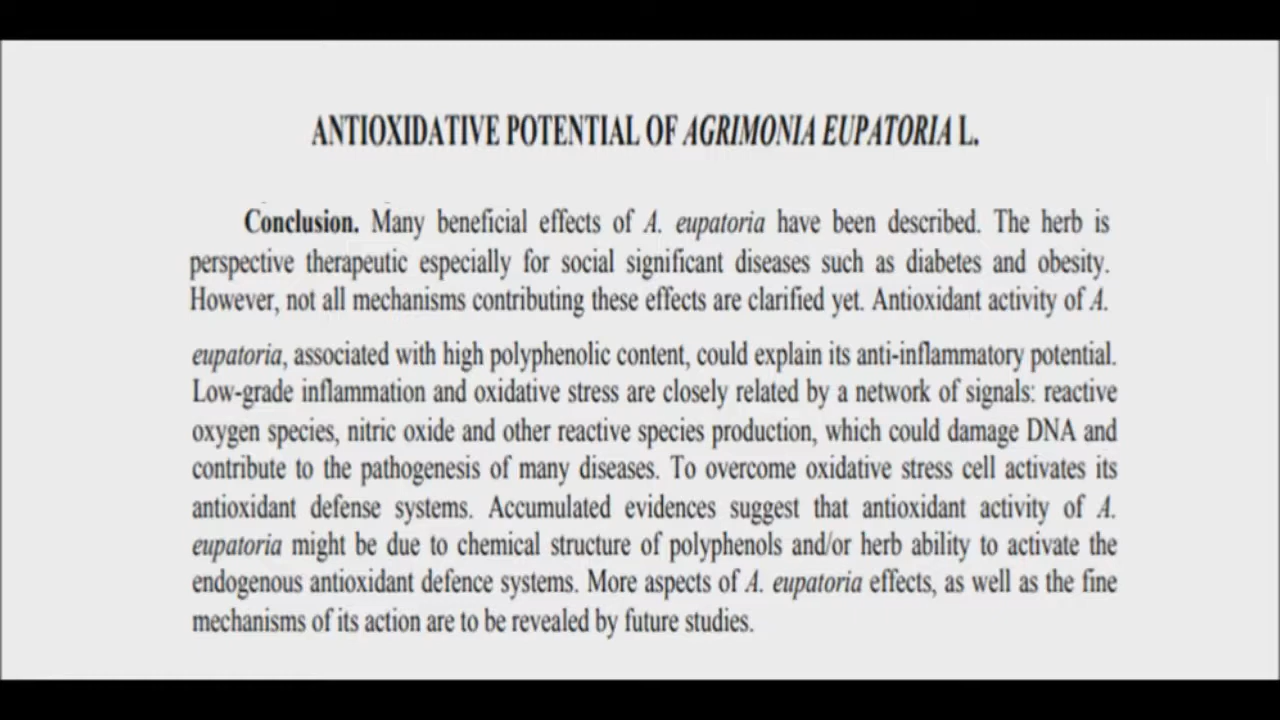 ANTIOXIDATIVE POTENTIAL OF AGRIMONIA EUPATORIA L.
Conclusion. Many beneficial effects of A. eupatoria have been described. The herb is
perspective therapeutic especially for social significant diseases such as diabetes and obesity.
However, not all mechanisms contributing these effects are clarified yet. Antioxidant activity of A.
eupatoria, associated with high polyphenolic content, could explain its anti-inflammatory potential.
Low-grade inflammation and oxidative stress are closely related by a network of signals: reactive
oxygen species, nitric oxide and other reactive species production, which could damage DNA and
contribute to the pathogenesis of many diseases. To overcome oxidative stress cell activates its
antioxidant defense systems. Accumulated evidences suggest that antioxidant activity of A.
eupatoria might be due to chemical structure of polyphenols and/or herb ability to activate the
endogenous antioxidant defence systems. More aspects of A. eupatoria effects, as well as the fine
mechanisms of its action are to be revealed by future studies.